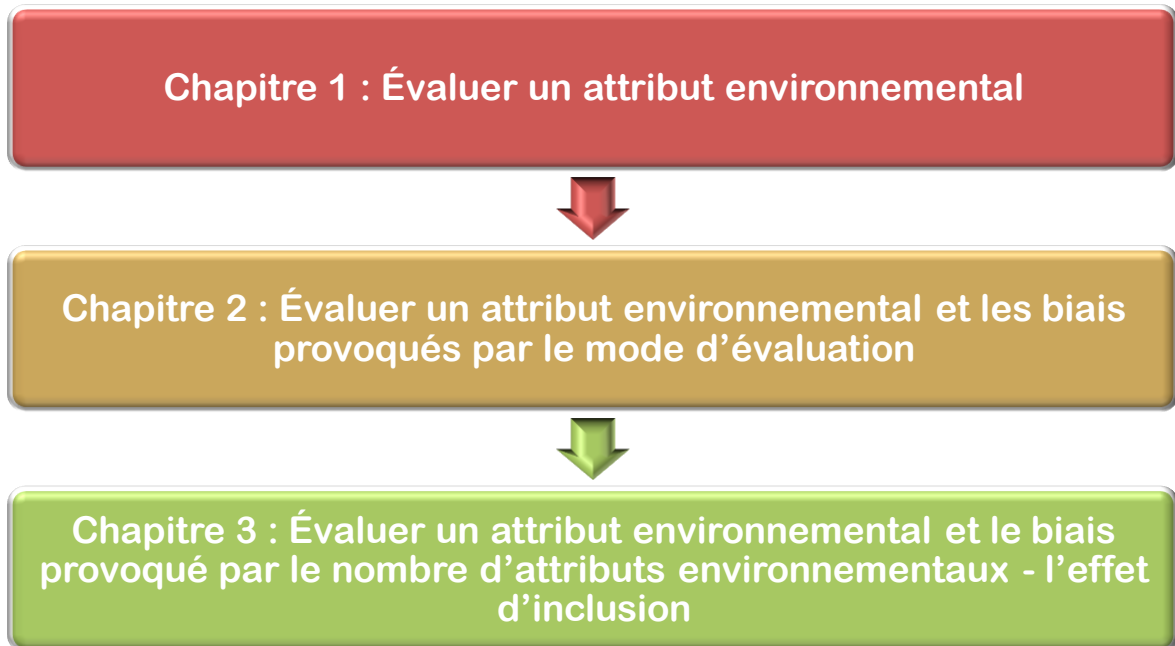 Chapitre 1 : Évaluer un attribut environnemental
Chapitre 2 : Évaluer un attribut environnemental et les biais
provoqués par le mode d’évaluation
Chapitre 3 : Évaluer un attribut environnemental et le biais
provoqué par le nombre d’attributs environnementaux - l’effet
d’inclusion